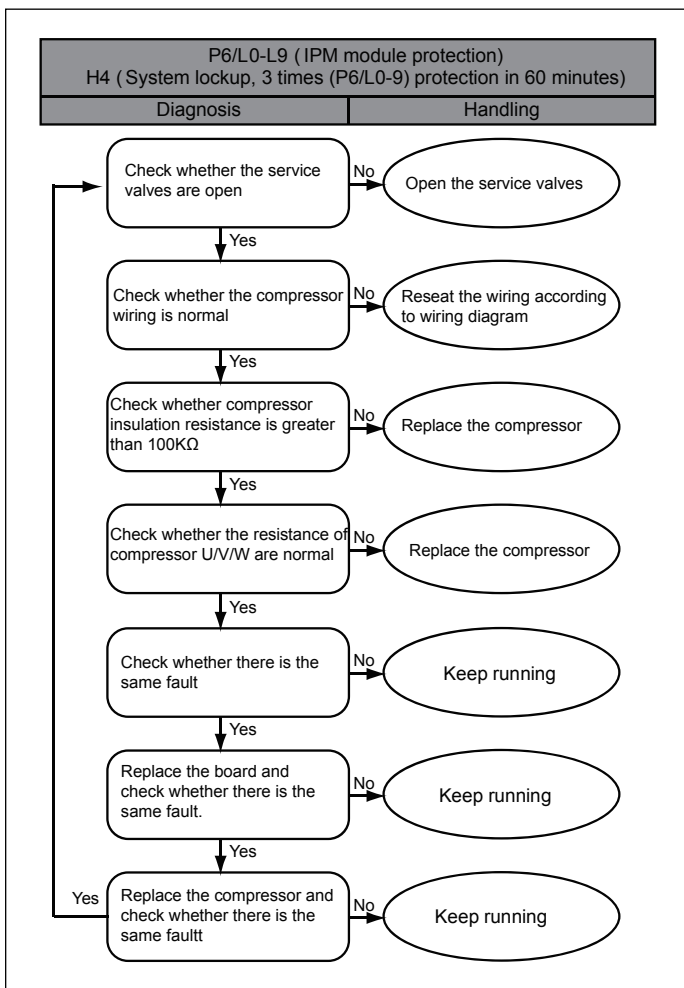 P6/L0-L9 ( IPM module protection)
H4 ( System lockup, 3 times (P6/L0-9) protection in 60 minutes)
Diagnosis
Handling
Check whether the service
valves are open
No
Open the service valves
Yes
Check whether the compressor
wiring is normal
No
Reseat the wiring according
to wiring diagram
Yes
Check whether compressor
insulation resistance is greater
than 100KΩ
No
Replace the compressor
Yes
Check whether the resistance of
compressor U/V/W are normal
No
Replace the compressor
Yes
Check whether there is the
same fault
No
Keep running
Yes
Replace the board and
check whether there is the
same fault.
No
Keep running
Yes
Yes
Replace the compressor and
check whether there is the
same faultt
No
Keep running